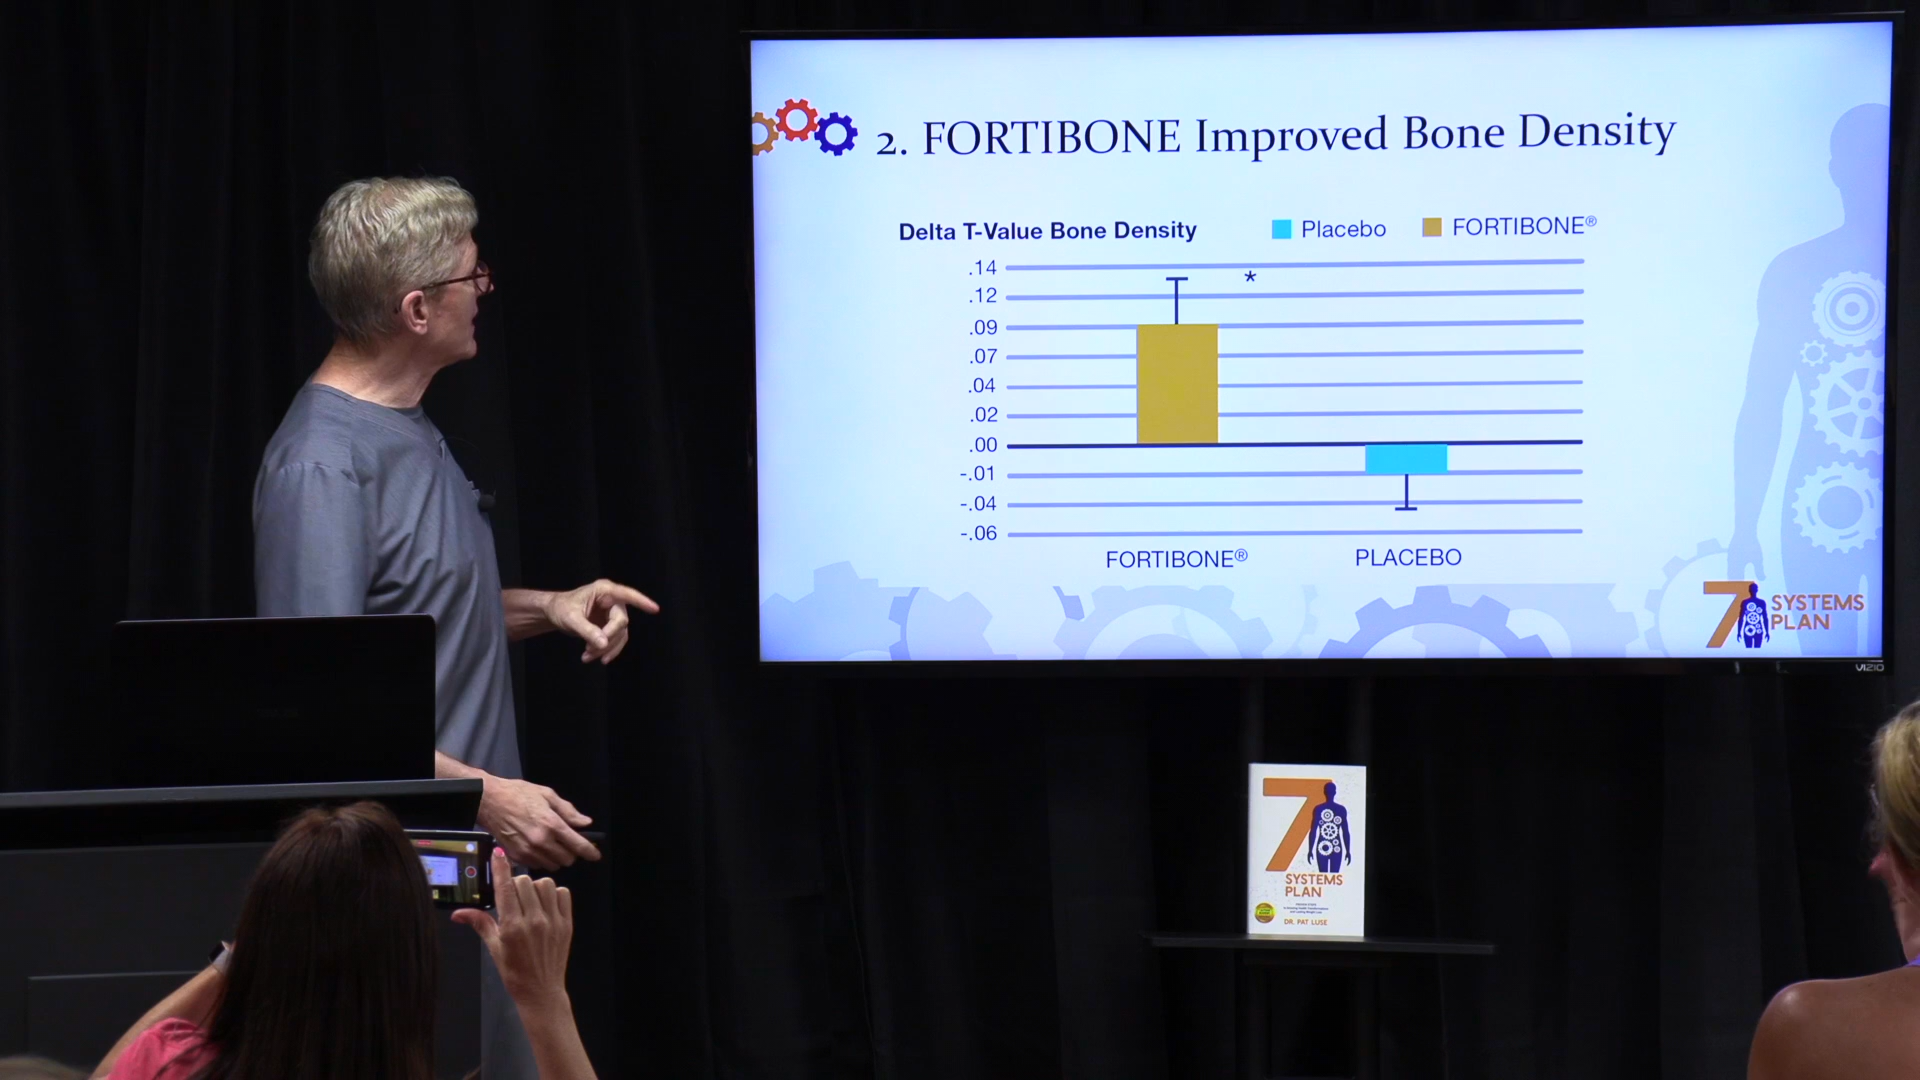 2. FORTIBONE Improved Bone Density
Delta T-Value Bone Density
Placebo
FORTIBONE®
.14
*
.12
.09
.07
.04
.02
.00
-.01
-.04
-.06
FORTIBONE®
PLACEBO
7 SYSTEMS
PLAN
VIZIO
7
SYSTEMS
PLAN
DR. PAT LUSE